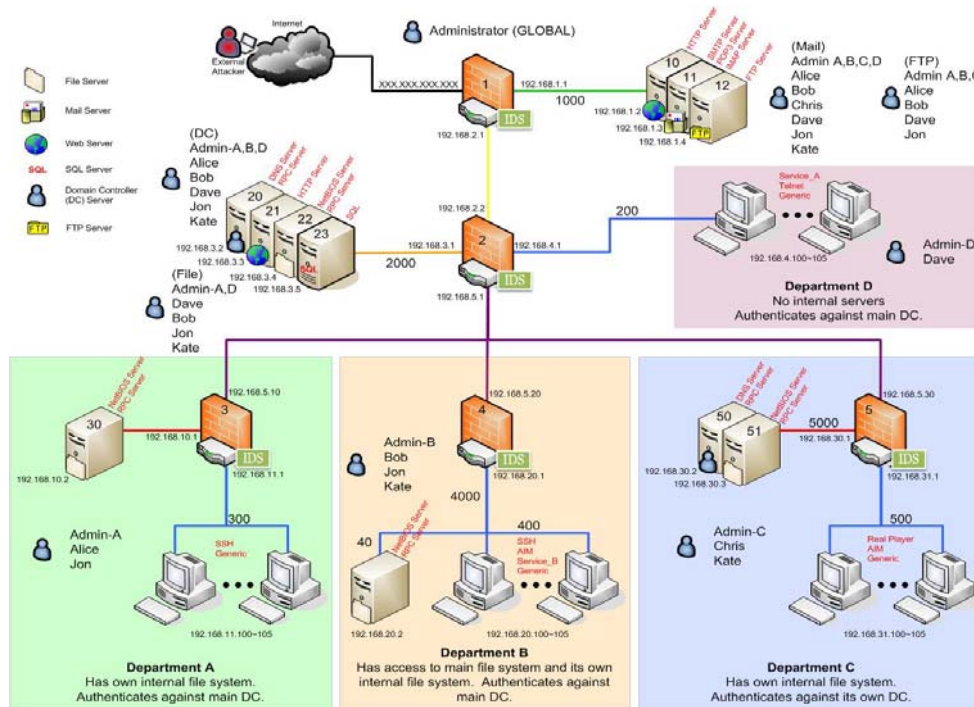 Internet
External
Attacker
Administrator (GLOBAL)
File Server
Mail Server
Web Server
SQL
SQL Server
Domain Controller
(DC) Server
FTP
FTP Server
XX.XXX.XXX.XXX
1
IDS
192.168.1.1
1000
192.168.2.1
HTTP Server
SMTP Server
POP3 Server
IMAP Server
FTP Server
10
11
12
192.168.1.2
192.168.1.3
192.168.1.4
FTP
(Mail)
Admin A,B,C,D
Alice
Bob
Chris
Dave
Jon
Kate
(FTP)
Admin A,B,
Alice
Bob
Dave
Jon
(DC)
Admin-A,B,D
Alice
Bob
Dave
Jon
Kate
DNS Server
RPC Server
HTTP Server
NetBIOS Server
RPC Server
SQL
20
21
22
23
SQL
192.168.3.2
192.168.3.3
192.168.3.4
192.168.3.5
(File)
Admin-A,D
Dave
Bob
Jon
Kate
192.168.2.2
192.168.3.1
2000
2
IDS
192.168.4.1
192.168.5.1
200
Service_A
Telnet
Generic
192.168.4.100~105
Admin-D
Dave
Department D
No internal servers
Authenticates against main DC.
NetBIOS Server
RPC Server
30
192.168.10.2
192.168.10.1
192.168.5.10
3
IDS
192.168.11.1
300
Admin-A
Alice
Jon
SSH
Generic
192.168.11.100~105
Department A
Has own internal file system.
Authenticates against main DC.
192.168.5.20
4
IDS
192.168.20.1
Admin-B
Bob
Jon
Kate
4000
400
40
NetBIOS Server
RPC Server
192.168.20.2
SSH
AIM
Service_B
Generic
192.168.20.100~105
Department B
Has access to main file system and its own
internal file system. Authenticates against
main DC.
DNS Server
RPC Server
NetBIOS Server
RPC Server
50
51
192.168.30.2
192.168.30.3
5000
192.168.30.1
192.168.5.30
5
IDS
192.168.31.1
500
Admin-C
Chris
Kate
Real Player
AIM
Generic
192.168.31.100~105
Department C
Has own internal file system.
Authenticates against its own DC.